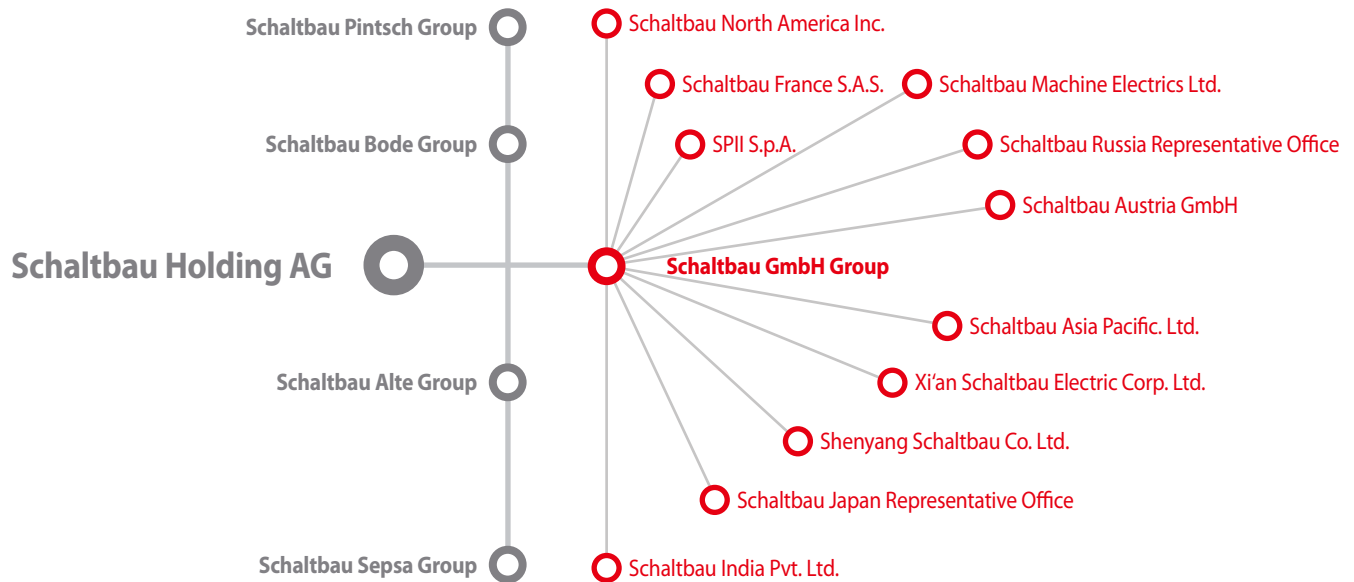 Schaltbau Pintsch Group
Schaltbau North America Inc.
Schaltbau France S.A.S.
Schaltbau Machine Electrics Ltd.
Schaltbau Bode Group
SPII S.p.A.
Schaltbau Russia Representative Office
Schaltbau Austria GmbH
Schaltbau Holding AG
Schaltbau GmbH Group
Schaltbau Asia Pacific. Ltd.
Schaltbau Alte Group
Xi‘an Schaltbau Electric Corp. Ltd.
Shenyang Schaltbau Co. Ltd.
Schaltbau Japan Representative Office
Schaltbau Sepsa Group
Schaltbau India Pvt. Ltd.